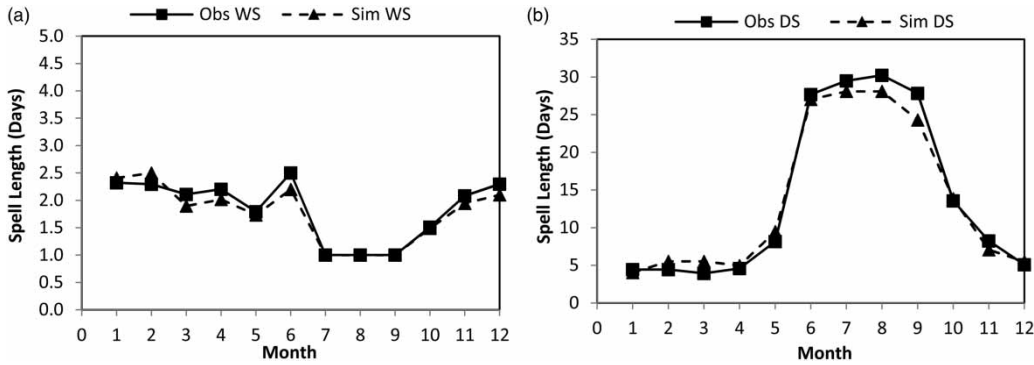 (a)
Obs WS
Sim WS
Spell Length (Days)
5.0
4.5
4.0
3.5
3.0
2.5
2.0
1.5
1.0
0.5
0.0
0 1 2 3 4 5 6 7 8 9 10 11 12
Month
(b)
Obs DS
Sim DS
Spell Length (Days)
35
30
25
20
15
10
5
0
0 1 2 3 4 5 6 7 8 9 10 11 12
Month